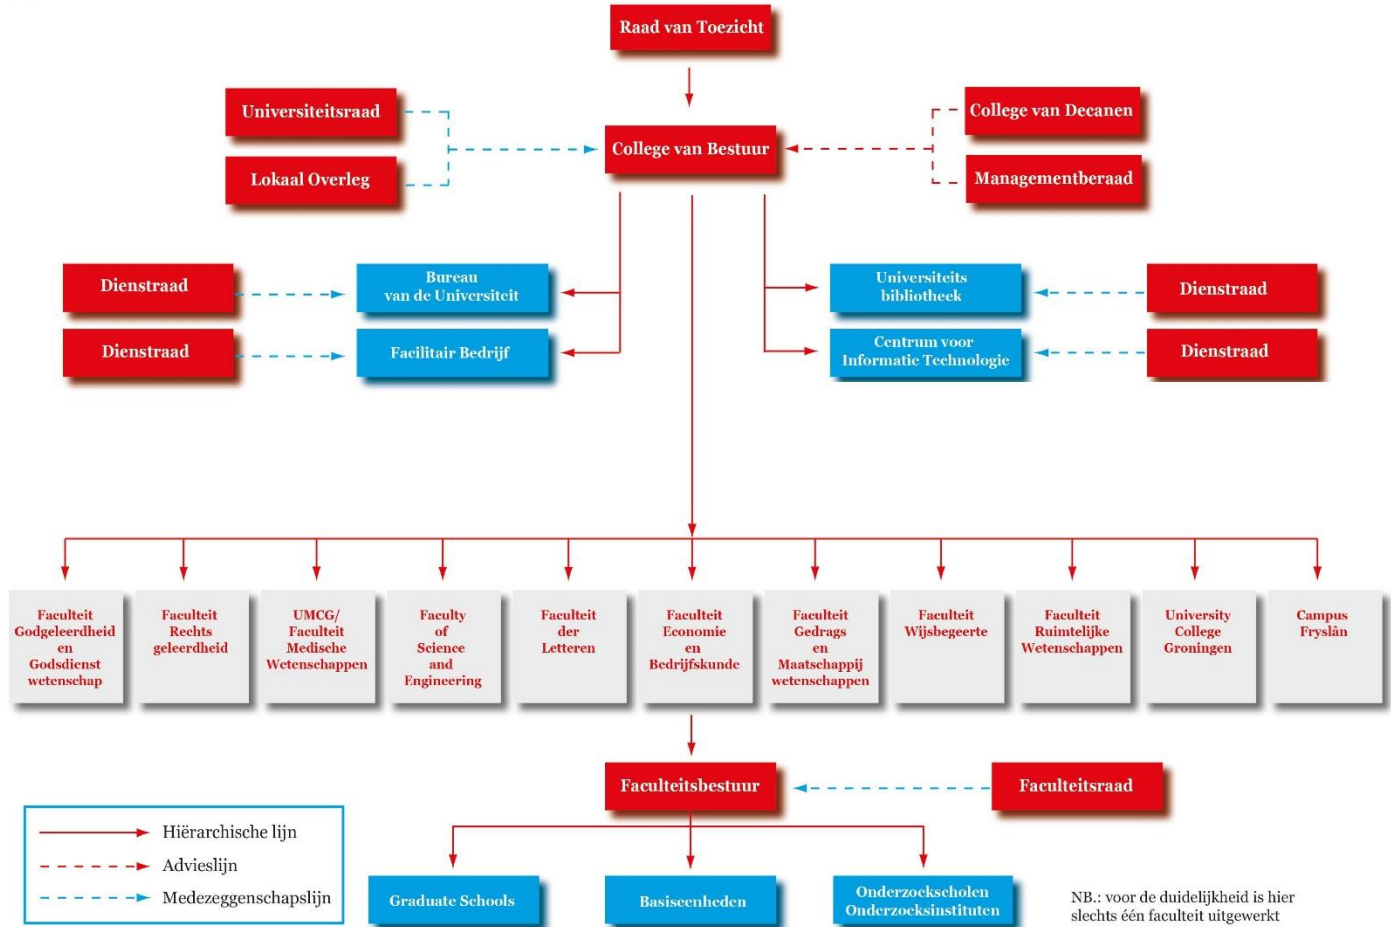 Raad van Toezicht
Universiteitsraad
College van Decanen
College van Bestuur
Lokaal Overleg
Managementberaad
Dienstraad
Bureau
van de Universiteit
Universiteits
bibliotheek
Dienstraad
Dienstraad
Facilitair Bedrijf
Centrum voor
Informatie Technologie
Dienstraad
Faculteit
Godgeleerdheid
en
Godsdienst
wetenschap
Faculteit
Rechts
geleerdheid
UMCG/
Faculteit
Medische
Wetenschappen
Faculty
of
Science
and
Engineering
Faculteit
der
Letteren
Faculteit
Economie
en
Bedrijfskunde
Faculteit
Gedrags
en
Maatschappij
wetenschappen
Faculteit
Wijsbegeerte
Faculteit
Ruimtelijke
Wetenschappen
University
College
Groningen
Campus
Fryslân
Faculteitsbestuur
Faculteitsraad
Hiërarchische lijn
Advieslijn
Medezeggenschapslijn
Graduate Schools
Basiseenheden
Onderzoekscholen
Onderzoeksinstituten
NB.: voor de duidelijkheid is hier
slechts één faculteit uitgewerkt